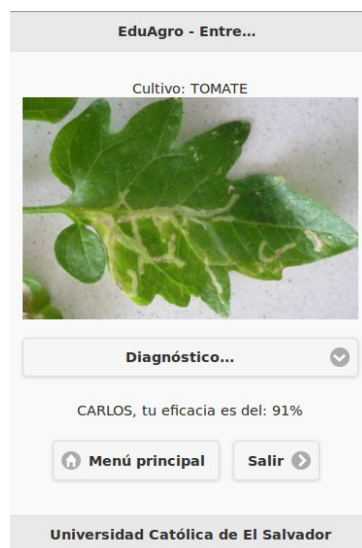 EduAgro - Entre...
Cultivo: TOMATE
Diagnóstico...
CARLOS, tu eficacia es del: 91%
Menú principal
Salir
Universidad Católica de El Salvador